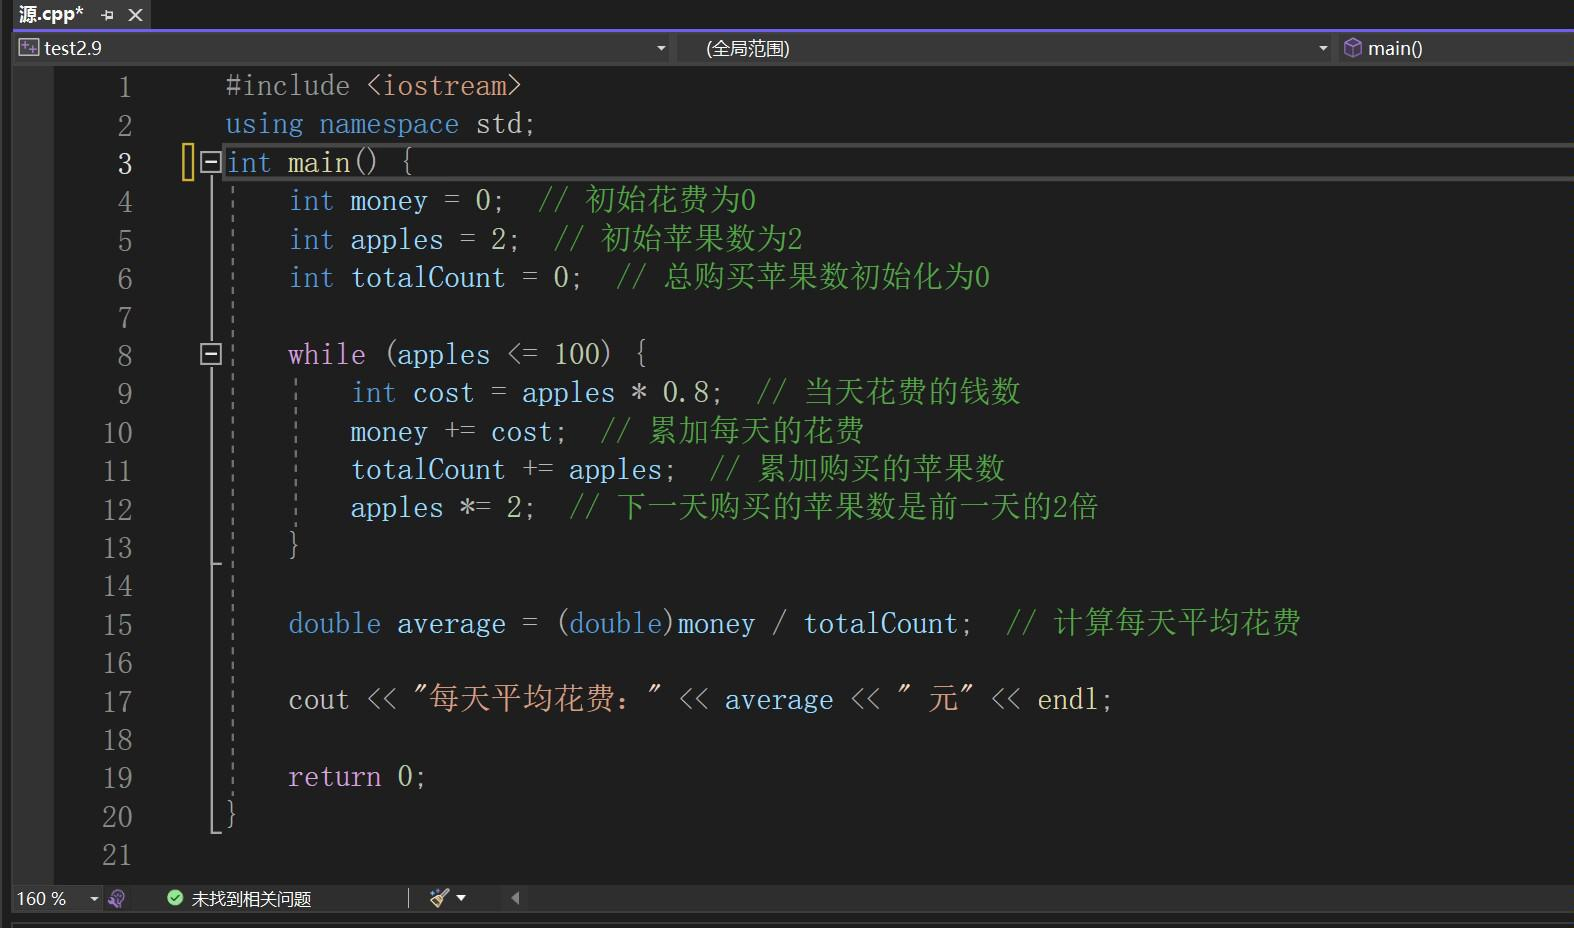 源.cpp*
test2.9 (全局范围) main()
1 #include <iostream>
2 using namespace std;
3 int main() {
4 int money = 0; // 初始花费为0
5 int apples = 2; // 初始苹果数为2
6 int totalCount = 0; // 总购买苹果数初始化为0
7
8 while (apples <= 100) {
9 int cost = apples * 0.8; // 当天花费的钱数
10 money += cost; // 累加每天的花费
11 totalCount += apples; // 累加购买的苹果数
12 apples *= 2; // 下一天购买的苹果数是前一天的2倍
13 }
14
15 double average = (double)money / totalCount; // 计算每天平均花费
16
17 cout << "每天平均花费：" << average << " 元" << endl;
18
19 return 0;
20 }
21
160 % 未找到相关问题